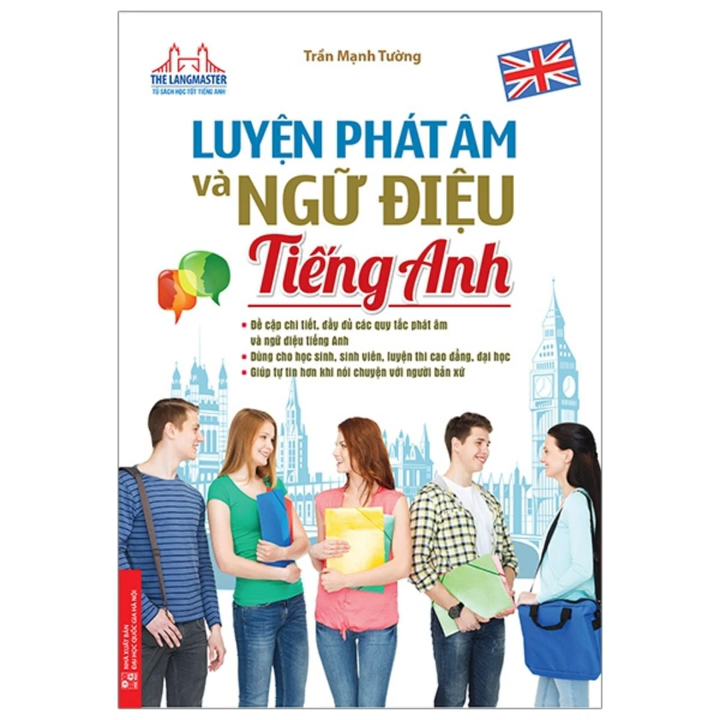 THE LANGMASTER
TỦ SÁCH HỌC TỐT TIẾNG ANH
Trần Mạnh Tường
LUYỆN PHÁT ÂM
và NGỮ ĐIỆU
Tiếng Anh
Đề cập chi tiết, đầy đủ các quy tắc phát âm
và ngữ điệu tiếng Anh
Dùng cho học sinh, sinh viên, luyện thi cao đẳng, đại học
Giúp tự tin hơn khi nói chuyện với người bản xứ
NHÀ XUẤT BẢN
ĐẠI HỌC QUỐC GIA HÀ NỘI